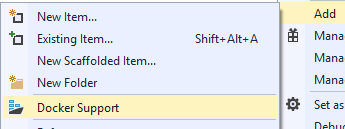 New Item...
Existing Item... Shift+Alt+A
New Scaffolded Item...
New Folder
Docker Support
Add
Mana
Mana
Mana
Set as